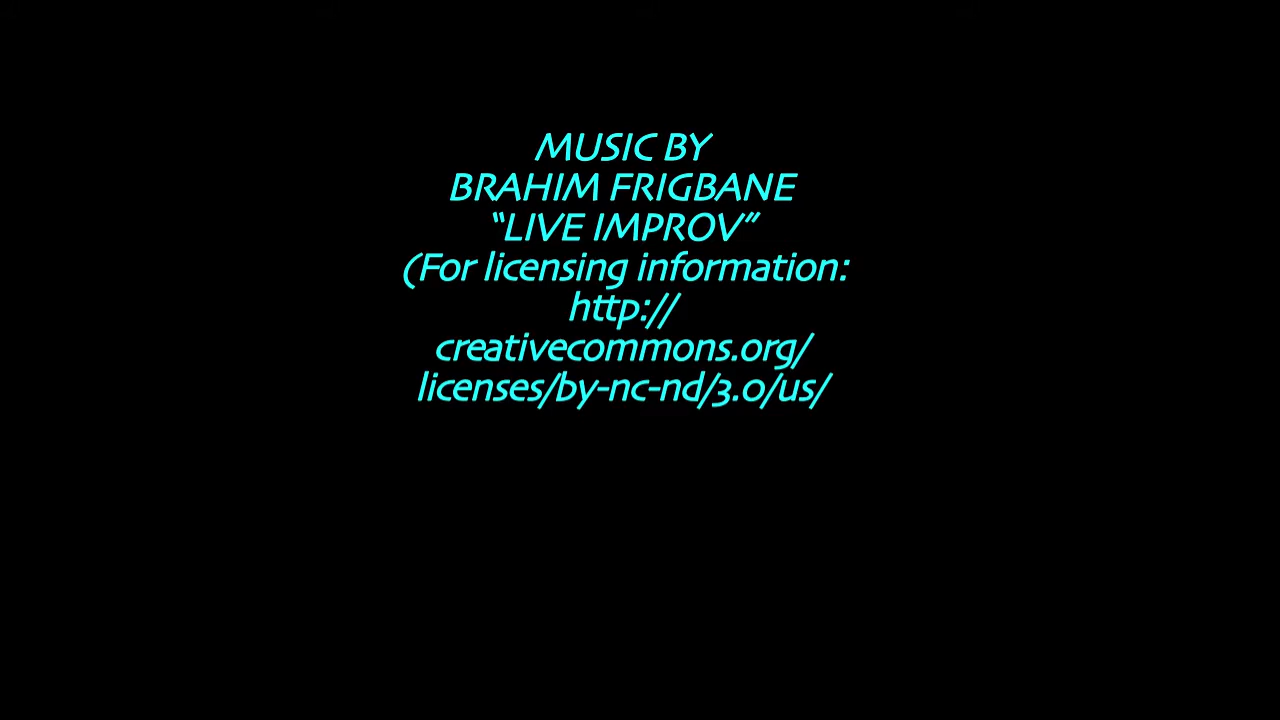 MUSIC BY
BRAHIM FRIGBANE
“LIVE IMPROV”
(For licensing information:
http://
creativecommons.org/
licenses/by-nc-nd/3.0/us/